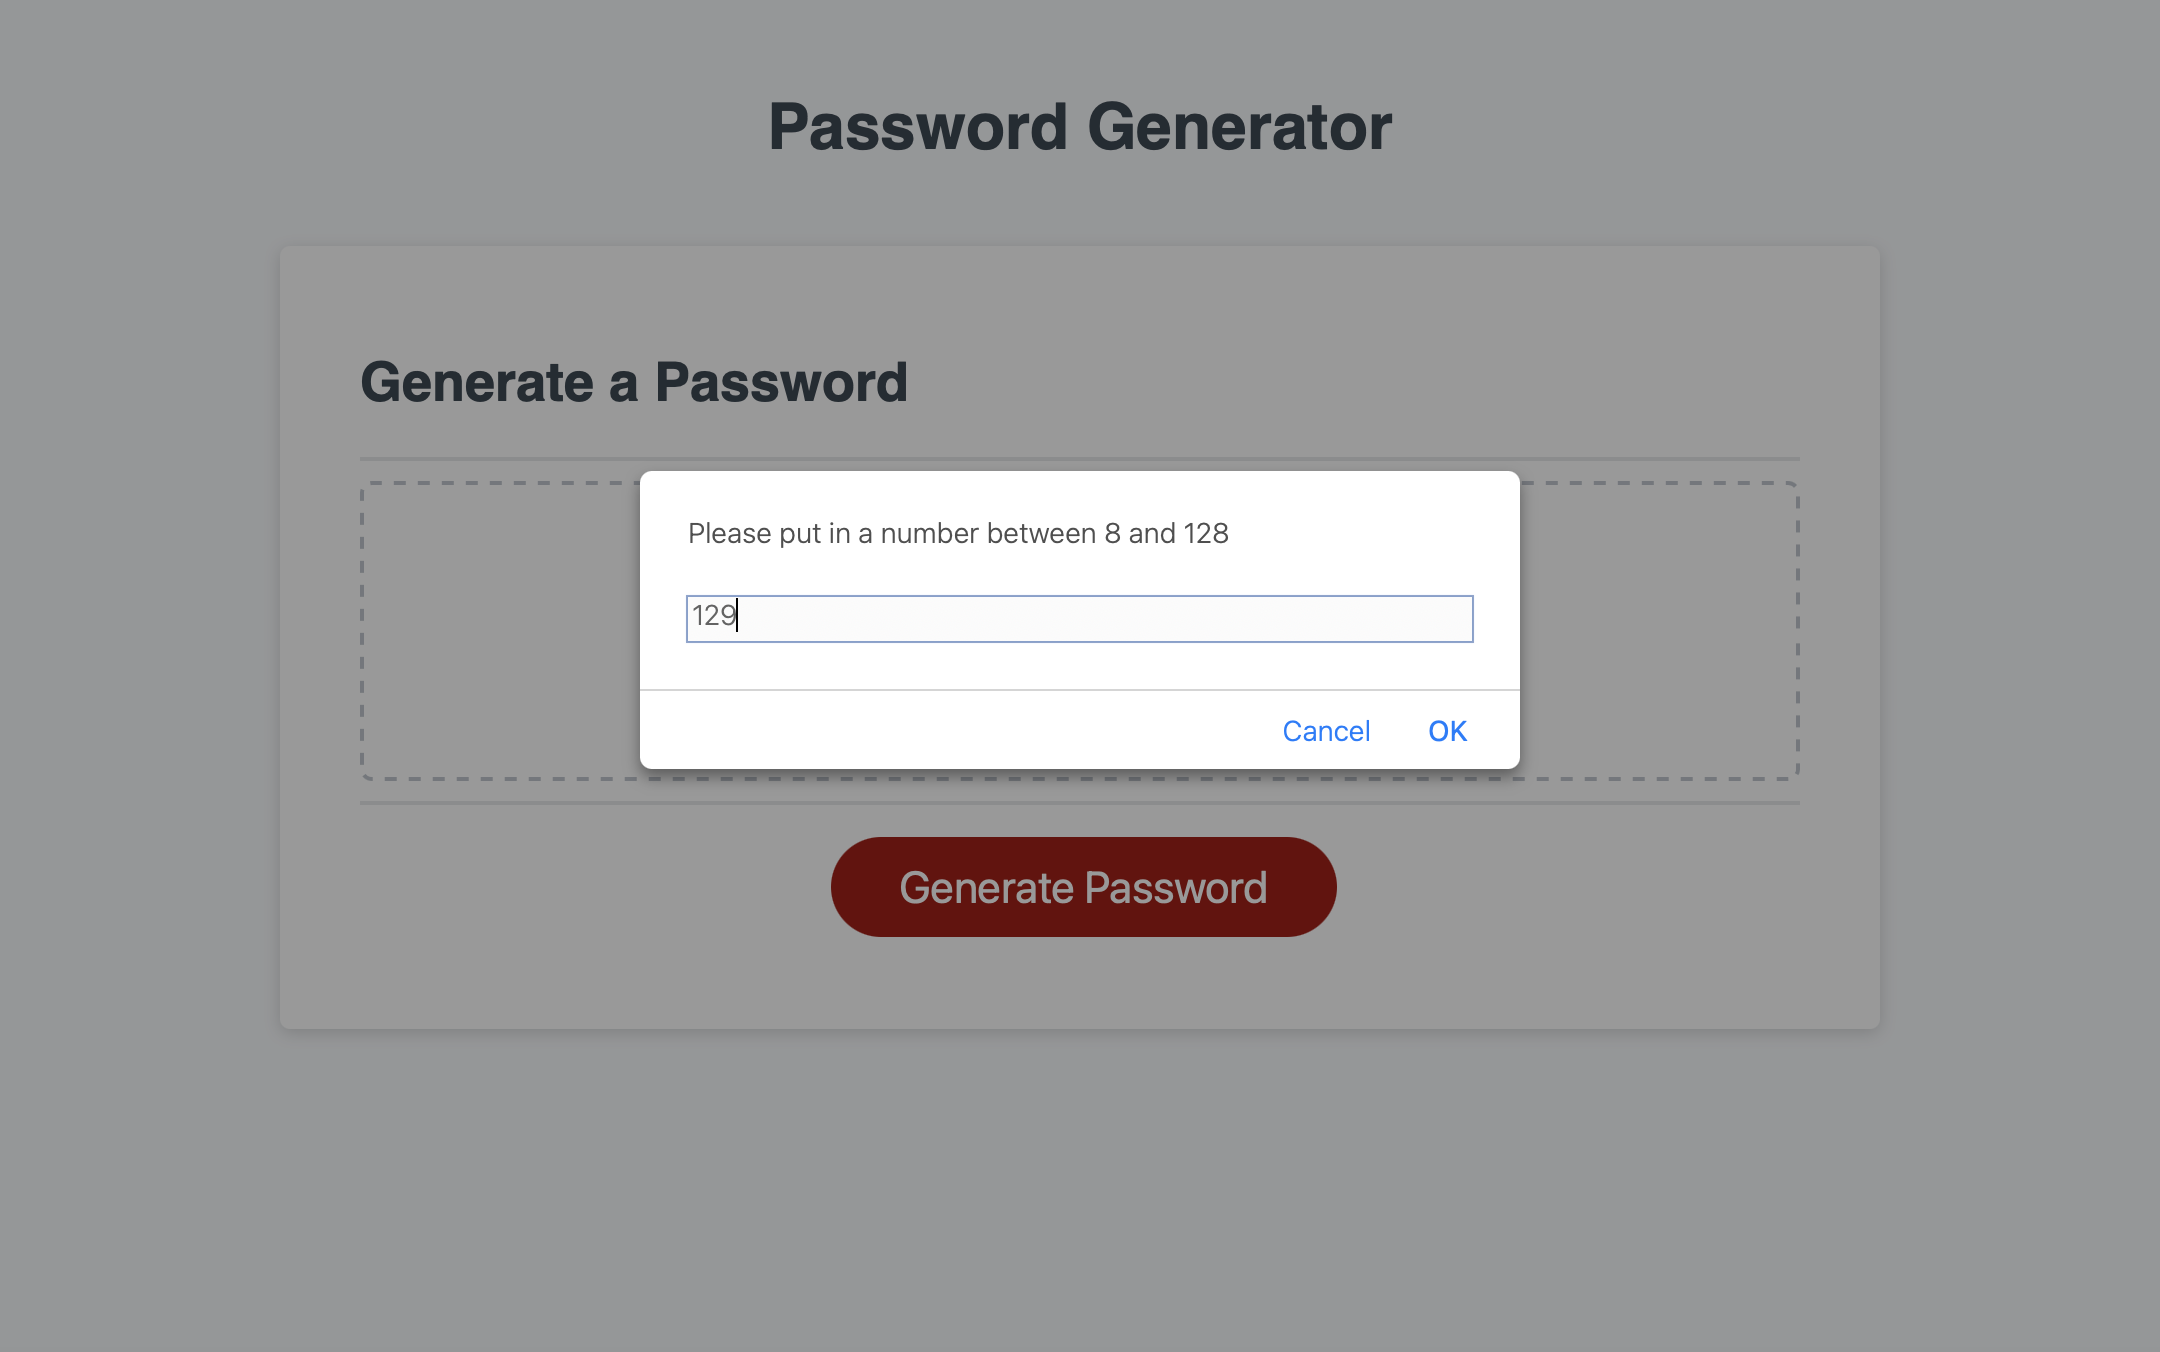 Password Generator
Generate a Password
Please put in a number between 8 and 128
129
Cancel OK
Generate Password